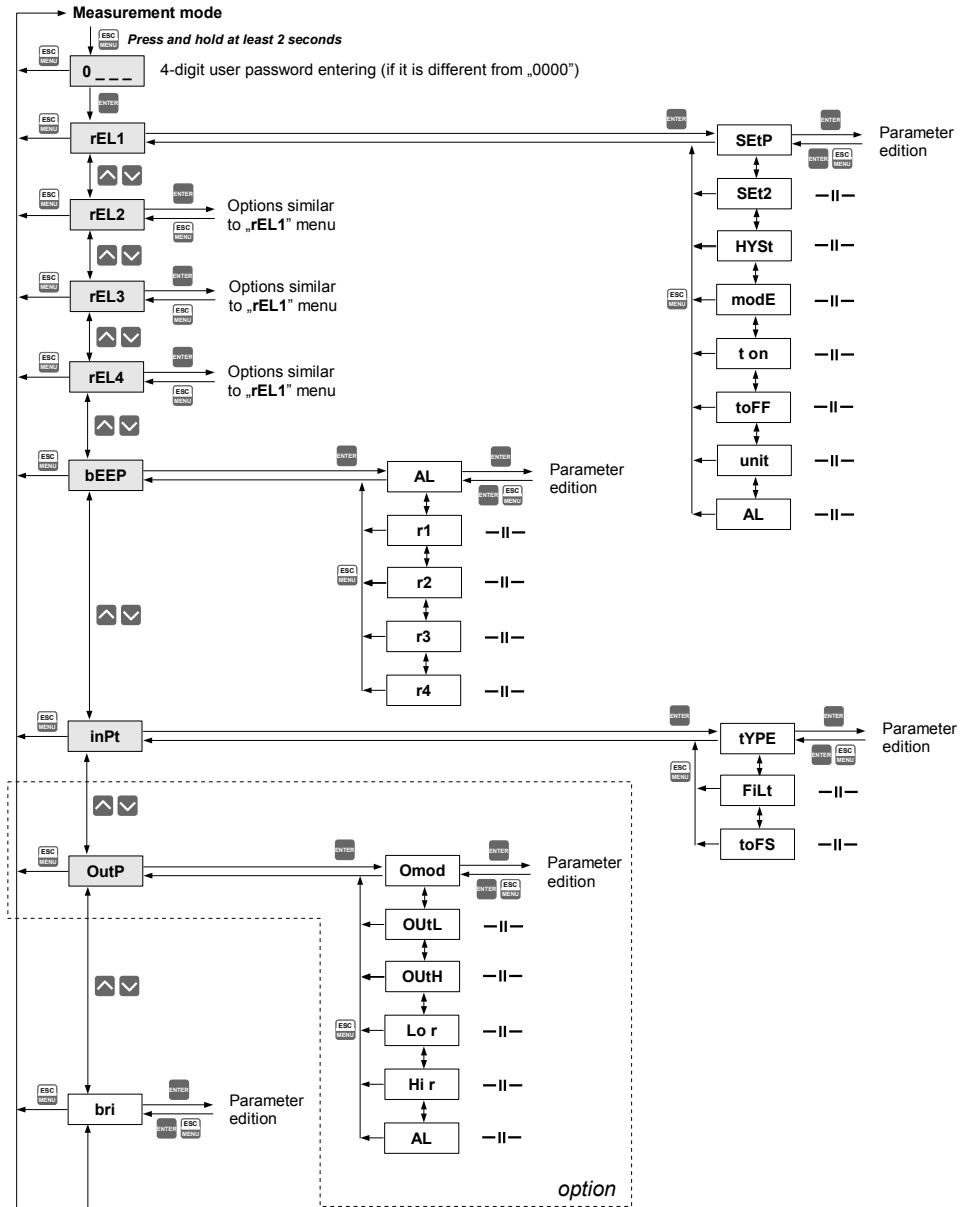 Measurement mode
ESC MENU
Press and hold at least 2 seconds
ESC MENU
0 _ _ _
4-digit user password entering (if it is different from „0000”)
ENTER
ESC MENU
rEL1
ENTER
SEtP
ENTER
ENTER
ESC MENU
Parameter
edition
SEt2
—II—
HYSt
—II—
ESC MENU
modE
—II—
t on
—II—
toFF
—II—
unit
—II—
AL
—II—
ESC MENU
rEL2
ENTER
ESC MENU
Options similar
to „rEL1” menu
ESC MENU
rEL3
ENTER
ESC MENU
Options similar
to „rEL1” menu
ESC MENU
rEL4
ENTER
ESC MENU
Options similar
to „rEL1” menu
ESC MENU
bEEP
ENTER
AL
ENTER
ENTER
ESC MENU
Parameter
edition
r1
—II—
ESC MENU
r2
—II—
r3
—II—
r4
—II—
ESC MENU
inPt
ENTER
tYPE
ENTER
ENTER
ESC MENU
Parameter
edition
ESC MENU
FiLt
—II—
toFS
—II—
ESC MENU
OutP
ENTER
Omod
ENTER
ENTER
ESC MENU
Parameter
edition
OUtL
—II—
OUtH
—II—
ESC MENU
Lo r
—II—
Hi r
—II—
AL
—II—
ESC MENU
bri
ENTER
ENTER
ESC MENU
Parameter
edition
option